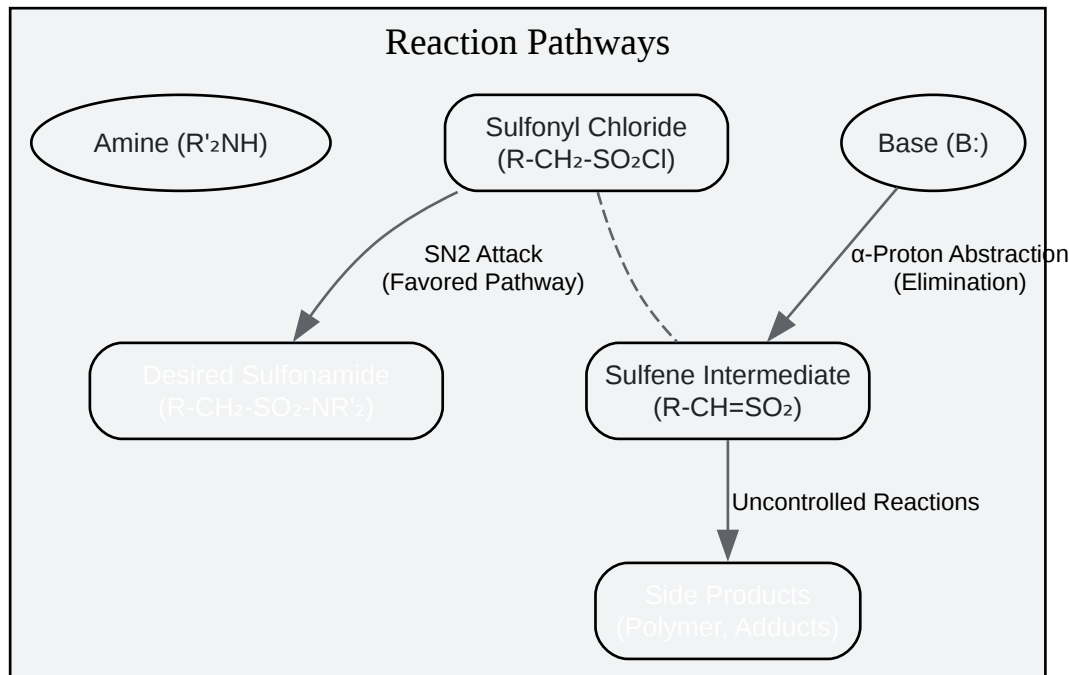 Reaction Pathways
Amine (R'₂NH)
Sulfonyl Chloride
(R-CH₂-SO₂Cl)
Base (B:)
SN2 Attack
(Favored Pathway)
α-Proton Abstraction
(Elimination)
Desired Sulfonamide
(R-CH₂-SO₂-NR'₂)
Sulfene Intermediate
(R-CH=SO₂)
Uncontrolled Reactions
Side Products
(Polymer, Adducts)